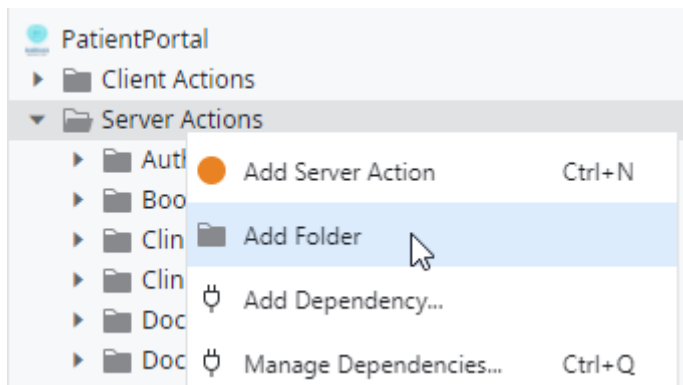 PatientPortal
Client Actions
Server Actions
Add Server Action Ctrl+N
Add Folder
Add Dependency...
Manage Dependencies... Ctrl+Q